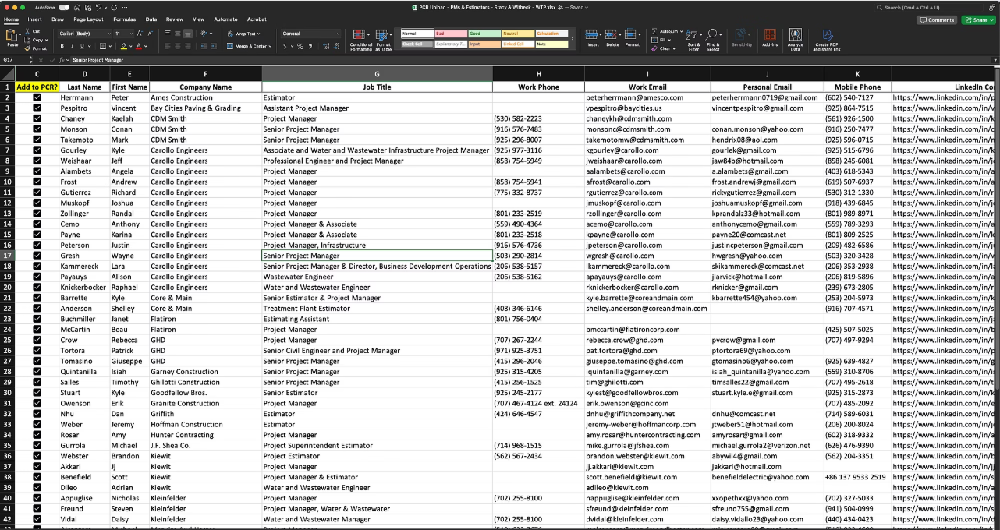 AutoSave PCR Upload - PMs & Estimators - Stacy & Witbeck - WTP.xlsx — Saved Search (Cmd + Ctrl + U)
Home Insert Draw Page Layout Formulas Data Review View Automate Acrobat Comments Share
Paste Cut Copy Format Calibri (Body) 11 Wrap Text Merge & Center General Conditional Formatting Format as Table Normal Bad Good Neutral Calculation Insert Delete Format AutoSum Fill Clear Sort & Filter Find & Select Sensitivity Add-ins Analyze Data Create PDF and share link
B I U Check Cell Explanatory T... Input Linked Cell Note
G17 fx Senior Project Manager
C D E F G H I J K
1 Add to PCR? Last Name First Name Company Name Job Title Work Phone Work Email Personal Email Mobile Phone LinkedIn Co
2 Herrmann Peter Ames Construction Estimator peterherrmann@amesco.com peterherrmann0719@gmail.com (602) 540-7127 https://www.linkedin.com/in/p
3 Pespitro Vincent Bay Cities Paving & Grading Assistant Project Manager vpespitro@baycities.us vincentpespitro@gmail.com (925) 864-7515 https://www.linkedin.com/in/v
4 Chaney Kaelah CDM Smith Project Manager (530) 582-2223 chaneykh@cdmsmith.com (561) 926-1500 https://www.linkedin.com/in/k
5 Monson Conan CDM Smith Senior Project Manager (916) 576-7483 monsonc@cdmsmith.com conan.monson@yahoo.com (916) 250-7477 https://www.linkedin.com/in/c
6 Takemoto Mark CDM Smith Senior Project Manager (925) 296-8007 takemotomw@cdmsmith.com hendrix08@aol.com (925) 596-0715 https://www.linkedin.com/in/
7 Gourley Kyle Carollo Engineers Associate and Water and Wastewater Infrastructure Project Manager (925) 977-3116 kgourley@carollo.com gourlek@gmail.com (925) 515-6796 https://www.linkedin.com/in/k
8 Weishaar Jeff Carollo Engineers Professional Engineer and Project Manager (858) 754-5949 jweishaar@carollo.com jaw84b@hotmail.com (858) 245-6081 https://www.linkedin.com/in/j
9 Alambets Angela Carollo Engineers Project Manager aalambets@carollo.com a.alambets@gmail.com (403) 618-5343 https://www.linkedin.com/in/a
10 Frost Andrew Carollo Engineers Project Manager (858) 754-5941 afrost@carollo.com frost.andrewj@gmail.com (619) 507-6937 https://www.linkedin.com/in/a
11 Gutierrez Richard Carollo Engineers Project Manager (775) 332-8737 rgutierrez@carollo.com rickygutierrez@gmail.com (530) 312-1330 https://www.linkedin.com/in/
12 Muskopf Joshua Carollo Engineers Project Manager jmuskopf@carollo.com joshuamuskopf@gmail.com (918) 439-6845 https://www.linkedin.com/in/j
13 Zollinger Randal Carollo Engineers Project Manager (801) 233-2519 rzollinger@carollo.com kprandalz33@hotmail.com (801) 989-8971 https://www.linkedin.com/in/
14 Cemo Anthony Carollo Engineers Project Manager & Associate (559) 490-4364 acemo@carollo.com anthonycemo@gmail.com (559) 789-3293 https://www.linkedin.com/in/a
15 Payne Karina Carollo Engineers Project Manager & Associate (801) 233-2518 kpayne@carollo.com payne20@comcast.net (801) 809-2525 https://www.linkedin.com/in/k
16 Peterson Justin Carollo Engineers Project Manager, Infrastructure (916) 576-4736 jpeterson@carollo.com justincpeterson@gmail.com (209) 482-6586 https://www.linkedin.com/in/j
17 Gresh Wayne Carollo Engineers Senior Project Manager (503) 290-2814 wgresh@carollo.com hwgresh@yahoo.com (503) 320-3428 https://www.linkedin.com/in/
18 Kammereck Lara Carollo Engineers Senior Project Manager & Director, Business Development Operations (206) 538-5157 lkammereck@carollo.com skikammereck@comcast.net (206) 353-2938 https://www.linkedin.com/in/la
19 Payauys Alison Carollo Engineers Wastewater Engineer (206) 538-5162 apayauys@carollo.com jlarvick@hotmail.com (206) 819-5896 https://www.linkedin.com/in/a
20 Knickerbocker Raphael Carollo Engineers Water and Wastewater Engineer rknickerbocker@carollo.com rknicker@gmail.com (239) 673-2805 https://www.linkedin.com/in/
21 Barrette Kyle Core & Main Senior Estimator & Project Manager kyle.barrette@coreandmain.com kbarrette454@yahoo.com (253) 204-5973 https://www.linkedin.com/in/k
22 Anderson Shelley Core & Main Treatment Plant Estimator (408) 346-6146 shelley.anderson@coreandmain.com (916) 707-4571 https://www.linkedin.com/in/s
23 Buchmiller Janet Flatiron Estimating Assistant (801) 756-0404 https://www.linkedin.com/in/j
24 McCartin Beau Flatiron Project Manager bmccartin@flatironcorp.com (425) 507-5025 https://www.linkedin.com/in/b
25 Crow Rebecca GHD Project Manager (707) 267-2244 rebecca.crow@ghd.com pvcrow@gmail.com (707) 497-9294 https://www.linkedin.com/in/
26 Tortora Patrick GHD Senior Civil Engineer and Project Manager (971) 925-3751 pat.tortora@ghd.com ptortora69@yahoo.com https://www.linkedin.com/in/
27 Tomasino Giuseppe GHD Senior Project Manager (415) 296-2046 giuseppe.tomasino@ghd.com gtomasino6@yahoo.com (925) 639-4827 https://www.linkedin.com/in/g
28 Quintanilla Isiah Garney Construction Senior Project Manager (925) 315-4205 iquintanilla@garney.com isiah_quintanilla@yahoo.com (559) 310-8706 https://www.linkedin.com/in/
29 Salles Timothy Ghilotti Construction Senior Project Manager (415) 256-1525 tim@ghilotti.com timsalles22@gmail.com (707) 495-2618 https://www.linkedin.com/in/t
30 Stuart Kyle Goodfellow Bros. Senior Estimator (925) 245-2177 kylest@goodfellowbros.com stuart.kyle.e@gmail.com (925) 315-2873 https://www.linkedin.com/in/k
31 Owenson Erik Granite Construction Project Manager (707) 467-4124 ext. 24124 erik.owenson@gcinc.com (707) 485-2092 https://www.linkedin.com/in/
32 Nhu Dan Griffith Estimator (424) 646-4547 dnhu@griffithcompany.net dnhu@comcast.net (714) 589-6031 https://www.linkedin.com/in/
33 Weber Jeremy Hoffman Construction Estimator jeremy-weber@hoffmancorp.com jtweber51@hotmail.com (206) 200-8024 https://www.linkedin.com/in/j
34 Rosar Amy Hunter Contracting Project Manager amy.rosar@huntercontracting.com amyrosar@gmail.com (602) 318-9332 https://www.linkedin.com/in/a
35 Gurrola Michael J.F. Shea Co. Project Superintendent Estimator (714) 968-1515 mike.gurrola@jfshea.com michael.gurrola2@verizon.net (626) 476-9390 https://www.linkedin.com/in/
36 Webster Brandon Kiewit Project Estimator (562) 567-2434 brandon.webster@kiewit.com abywil4@gmail.com (562) 204-3351 https://www.linkedin.com/in/b
37 Akkari Jj Kiewit Project Manager jj.akkari@kiewit.com jakkari@hotmail.com https://www.linkedin.com/in/j
38 Benefield Scott Kiewit Project Manager & Estimator scott.benefield@kiewit.com benefieldelectric@yahoo.com +86 137 9533 2519 https://www.linkedin.com/in/s
39 Dileo Adrian Kiewit Water and Wastewater Engineer adileo@kiewit.com https://www.linkedin.com/in/a
40 Appuglise Nicholas Kleinfelder Project Manager (702) 255-8100 nappuglise@kleinfelder.com xxopethxx@yahoo.com (702) 327-5033 https://www.linkedin.com/in/
41 Freund Steven Kleinfelder Project Manager, Water & Wastewater sfreund@kleinfelder.com sfreund755@gmail.com (941) 504-0999 https://www.linkedin.com/in/s
42 Vidal Daisy Kleinfelder Water and Wastewater Manager (702) 255-8100 dvidal@kleinfelder.com daisy.vidallo23@yahoo.com (440) 434-0423 https://www.linkedin.com/in/